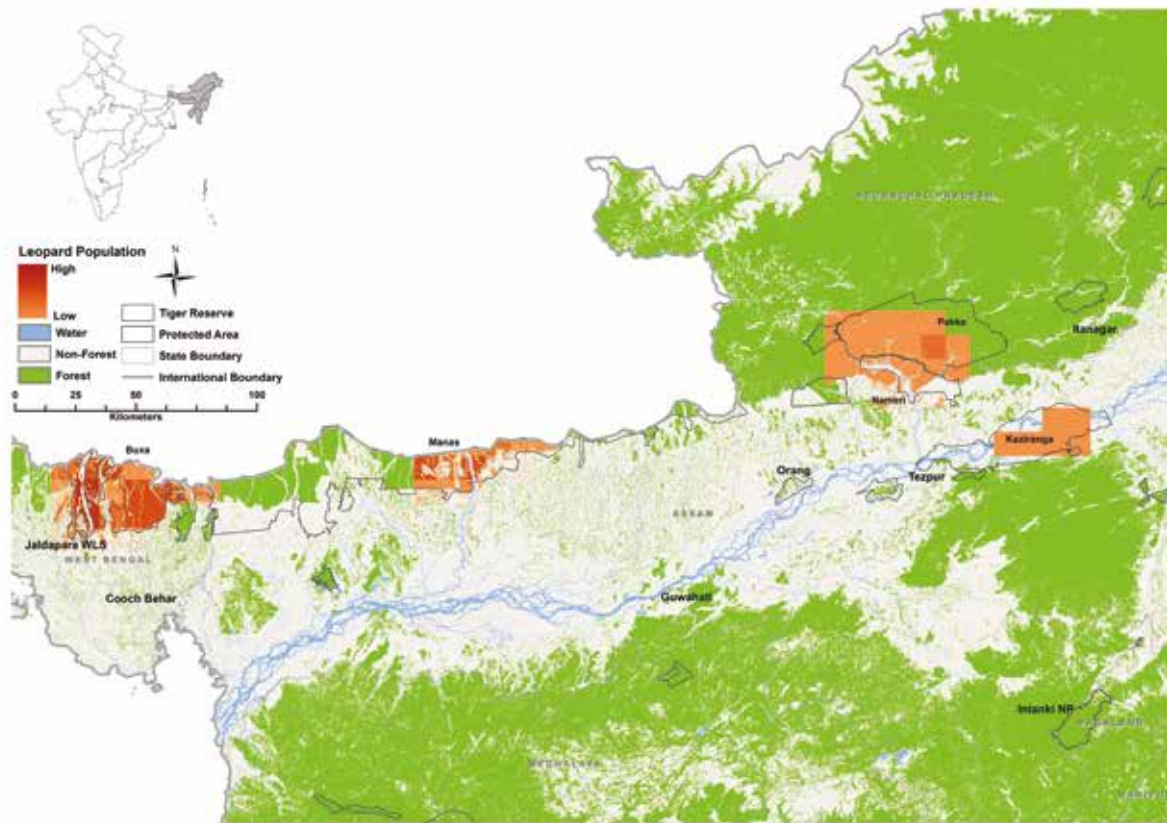 Leopard Population
N
High
Low
Water
Non-Forest
Forest
Tiger Reserve
Protected Area
State Boundary
International Boundary
0 25 50 100
Kilometers
ARUNACHAL PRADESH
Pakke
Itanagar
Nameri
Buxa
Manas
Kaziranga
Orang
Tezpur
ASSAM
Jaldapara WLS
WEST BENGAL
Cooch Behar
Guwahati
Intanki NP
NAGALAND
MEGHALAYA